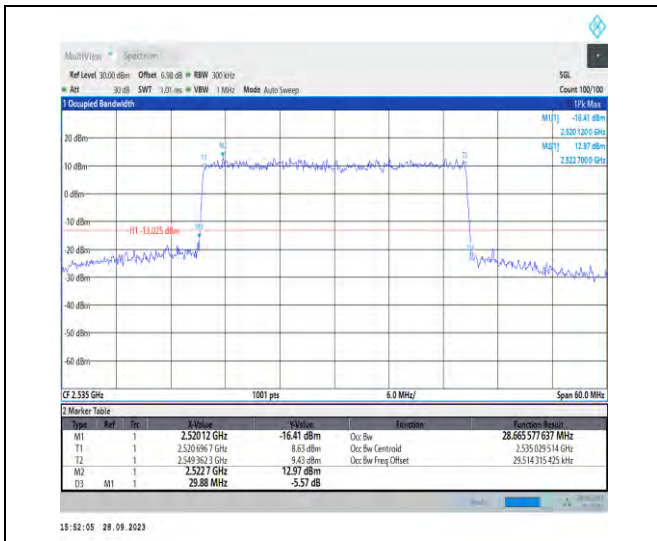 MultiView Spectrum
Ref Level 30.00 dBm Offset 6.98 dB RBW 300 kHz SGL
Att 30 dB SWT 1.01 ms VBW 1 MHz Mode Auto Sweep Count 100/100
1 Occupied Bandwidth 1Pk Max
M1[1] -16.41 dBm
2.520 120 0 GHz
M2[1] 12.97 dBm
2.522 700 0 GHz
20 dBm
M2
T1
10 dBm
0 dBm
-10 dBm
H1 -13.025 dBm
M1
-20 dBm
-30 dBm
-40 dBm
-50 dBm
-60 dBm
CF 2.535 GHz 1001 pts 6.0 MHz/ Span 60.0 MHz
2 Marker Table
Type Ref Trc X-Value Y-Value Function Function Result
M1 1 2.52012 GHz -16.41 dBm Occ Bw 28.665 577 637 MHz
T1 1 2.520 696 7 GHz 8.63 dBm Occ Bw Centroid 2.535 029 514 GHz
T2 1 2.549 362 3 GHz 9.43 dBm Occ Bw Freq Offset 29.514 315 425 kHz
M2 1 2.5227 GHz 12.97 dBm
D3 M1 1 29.88 MHz -5.57 dB
15:52:05 28.09.2023